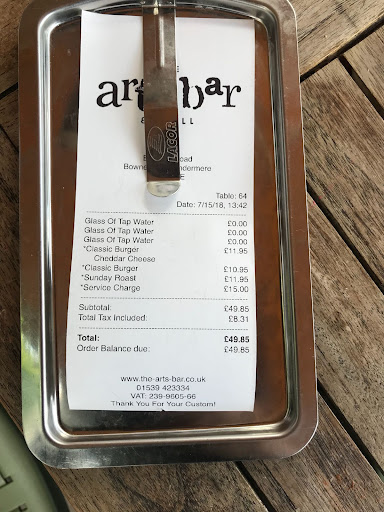 arts bar
LACOR
Table: 64
Date: 7/15/18, 13:42
Glass Of Tap Water £0.00
Glass Of Tap Water £0.00
Glass Of Tap Water £0.00
*Classic Burger £11.95
Cheddar Cheese
*Classic Burger £10.95
*Sunday Roast £11.95
*Service Charge £15.00
Subtotal: £49.85
Total Tax Included: £8.31
Total: £49.85
Order Balance due: £49.85
www.the-arts-bar.co.uk
01539 423334
VAT: 239-9605-66
Thank You For Your Custom!